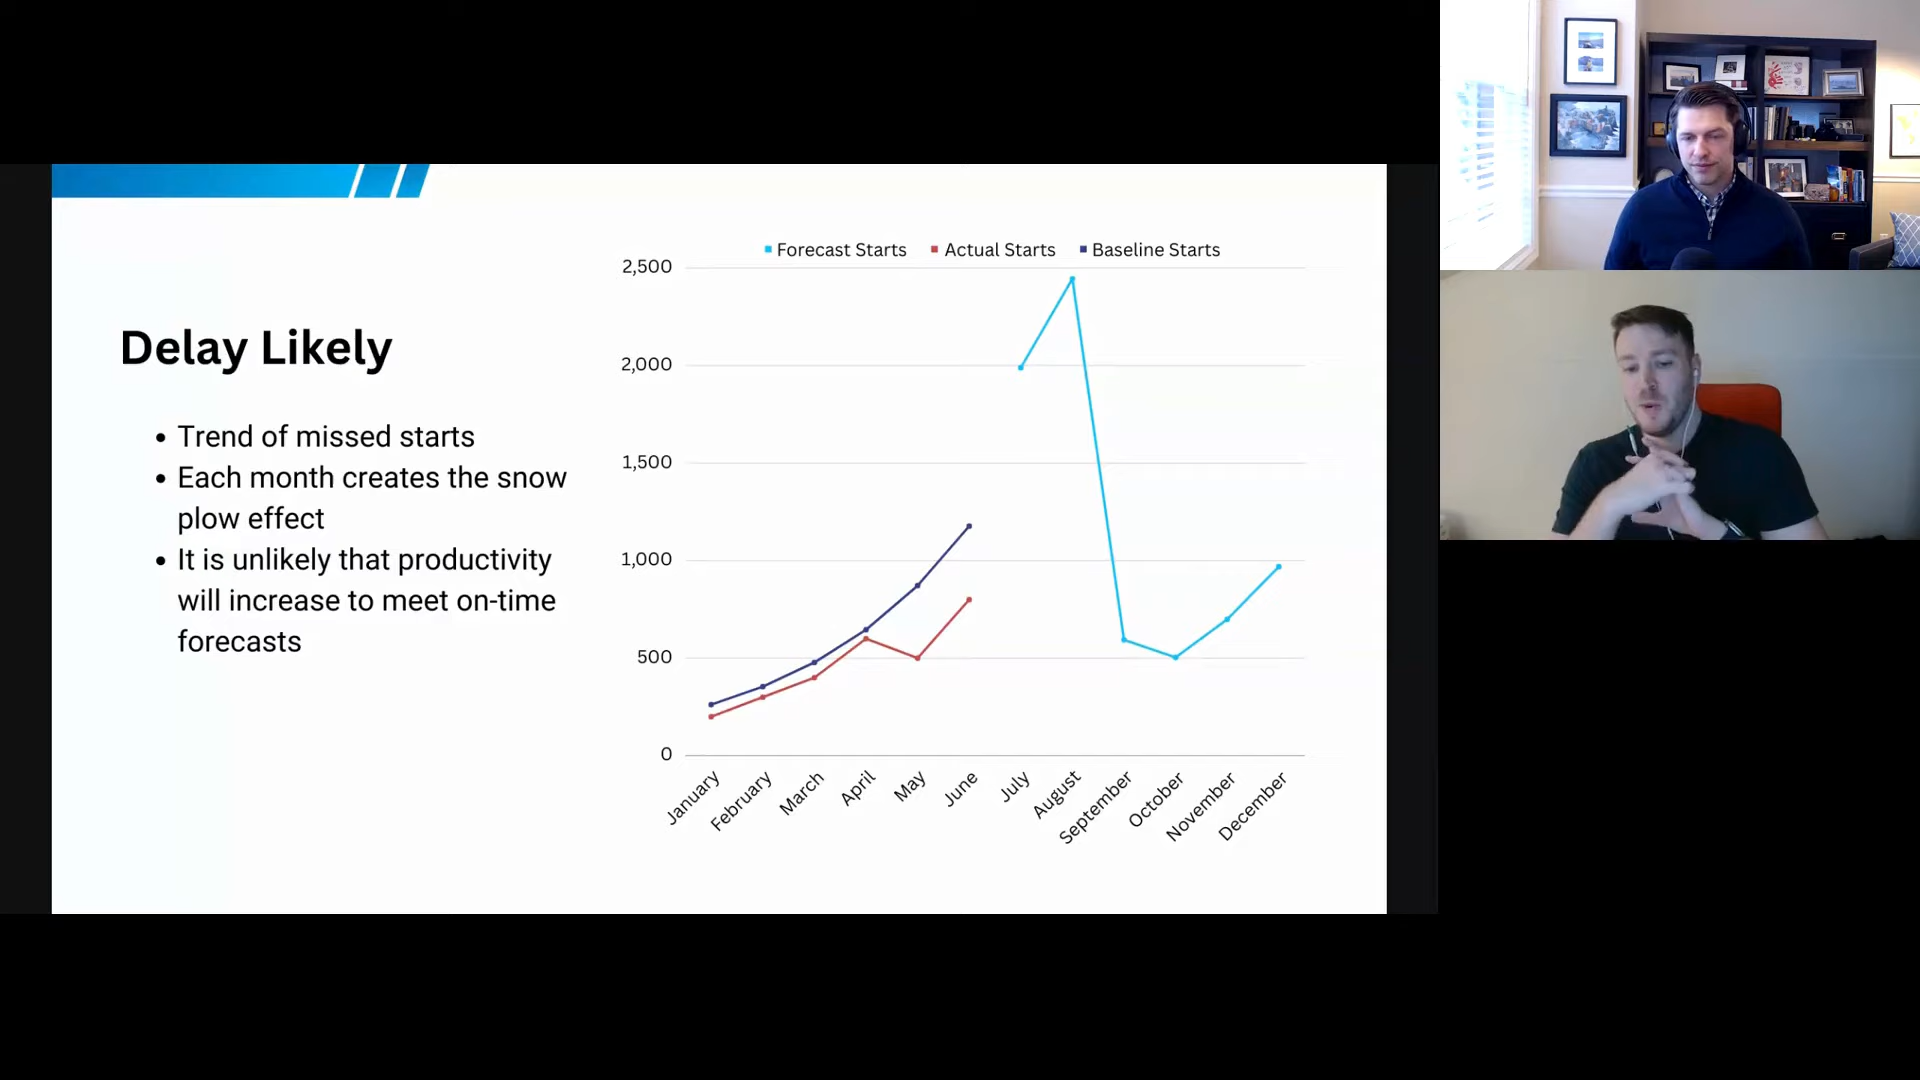 Delay Likely
• Trend of missed starts
• Each month creates the snow
plow effect
• It is unlikely that productivity
will increase to meet on-time
forecasts
Forecast Starts Actual Starts Baseline Starts
2,500
2,000
1,500
1,000
500
0
January February March April May June July August September October November December